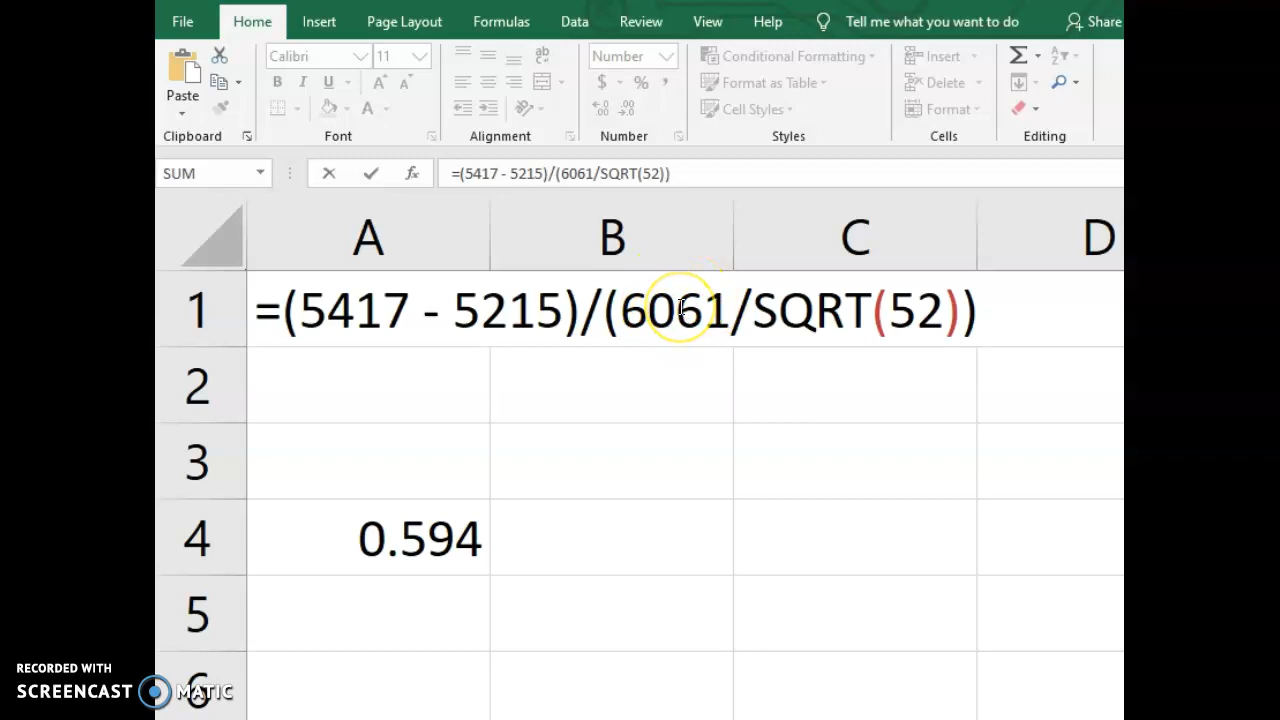 File Home Insert Page Layout Formulas Data Review View Help Tell me what you want to do Share
Calibri 11 ab Number Conditional Formatting Insert Σ
Paste B I U A A $ % , Format as Table Delete
A Cell Styles Format
Clipboard Font Alignment Number Styles Cells Editing
SUM fx =(5417 - 5215)/(6061/SQRT(52))
A B C D
1 =(5417 - 5215)/(6061/SQRT(52))
2
3
4 0.594
5
6
RECORDED WITH
SCREENCAST MATIC